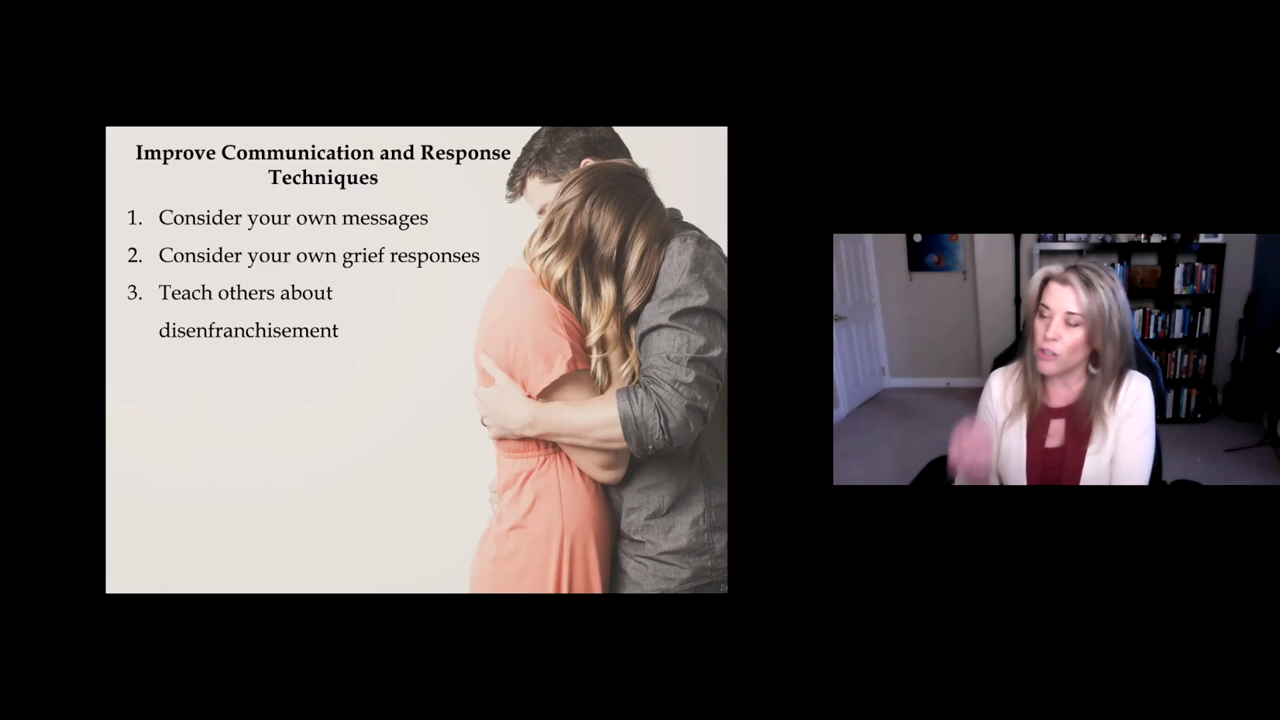 Improve Communication and Response
Techniques
1. Consider your own messages
2. Consider your own grief responses
3. Teach others about
disenfranchisement